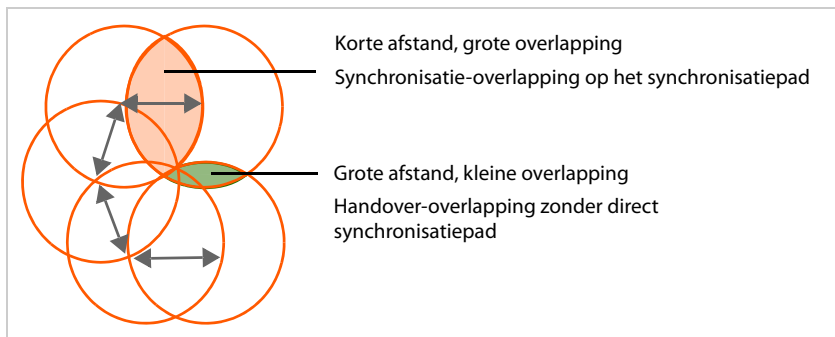 Korte afstand, grote overlapping
Synchronisatie-overlapping op het synchronisatiepad
Grote afstand, kleine overlapping
Handover-overlapping zonder direct
synchronisatiepad